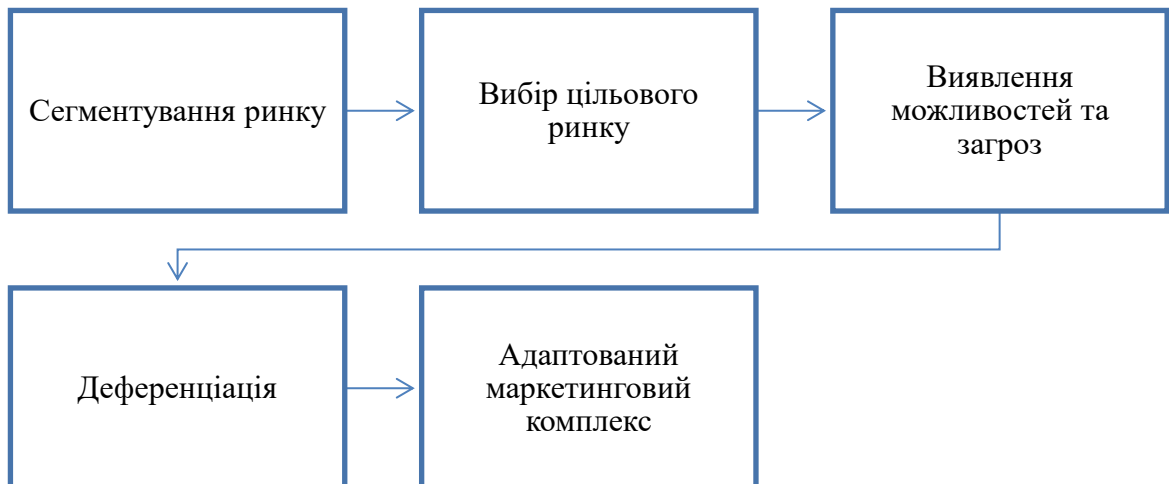 Сегментування ринку
Вибір цільового
ринку
Виявлення
можливостей та
загроз
Деференціація
Адаптований
маркетинговий
комплекс